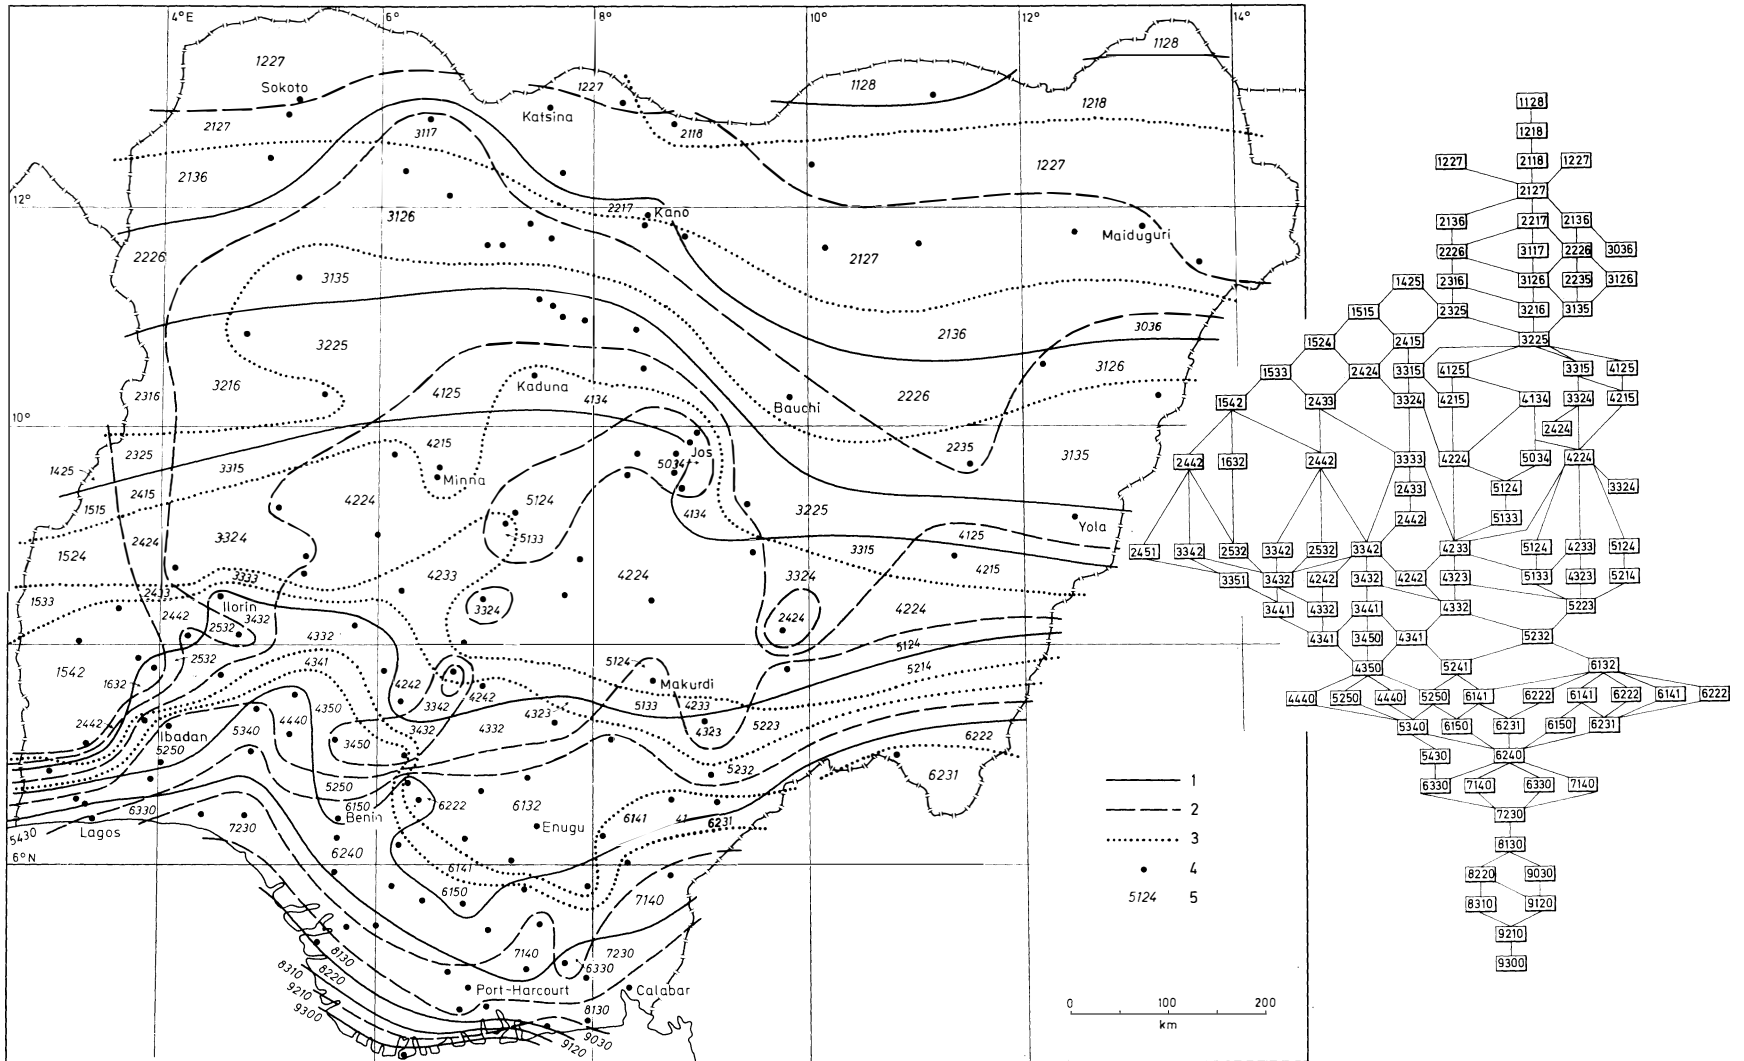 4°E 6° 8° 10° 12° 14°
1128
1227 1128
Sokoto 1227 1218
Katsina
2127 3117 2118
2136 1227
12°
3126 2217 Kano
2226 Maiduguri
2127
3135
2136 3036
3225
3216 3126
2316 4125 Kaduna 4134 Bauchi 2226
10°
4215 2235
2325 Jos
1425 3315 5034 3135
Minna
2415 4224 5124
1515 4134 3225
Yola
2424 3324 5133 4125
1524 3315
3333 4233 4224 3324 4215
2433
1533 Ilorin 3324
2442 3432 2424 4224
2532 4332
5124
2532 4341 5124 5214
1542
1632 4242 4242 Makurdi
4350 3342 5133 4233
2442 4440 4332 4323 4323 5223
Ibadan 5340 3450 3432 6222
5250 5232
6231
5250
6330 6150 6222 6132
Benin Enugu 6141 41 6231
Lagos 7230
5430 6240
6°N
6141
6150
7140
8130 7140 7230
8310 8220 6330
9210 Port-Harcourt Calabar
9300
8130
9030
9120
1
2
3
4
5124 5
0 100 200
km
1128
1218
1227 2118 1227
2127
2136 2217 2136
2226 3117 2226 3036
1425 2316 3126 2235 3126
1515 2325 3216 3135
1524 2415 3225
1533 2424 3315 4125 3315 4125
1542 2433 3324 4215 4134 3324 4215
2424
2442 1632 2442 3333 4224 5034 4224
2433 5124 3324
2442 5133
2451 3342 2532 3342 2532 3342 4233 5124 4233 5124
3351 3432 4242 3432 4242 4323 5133 4323 5214
3441 4332 3441 4332 5223
4341 3450 4341 5232
4350 5241 6132
4440 5250 4440 5250 6141 6222 6141 6222 6141 6222
5340 6150 6231 6150 6231
5430 6240
6330 7140 6330 7140
7230
8130
8220 9030
8310 9120
9210
9300